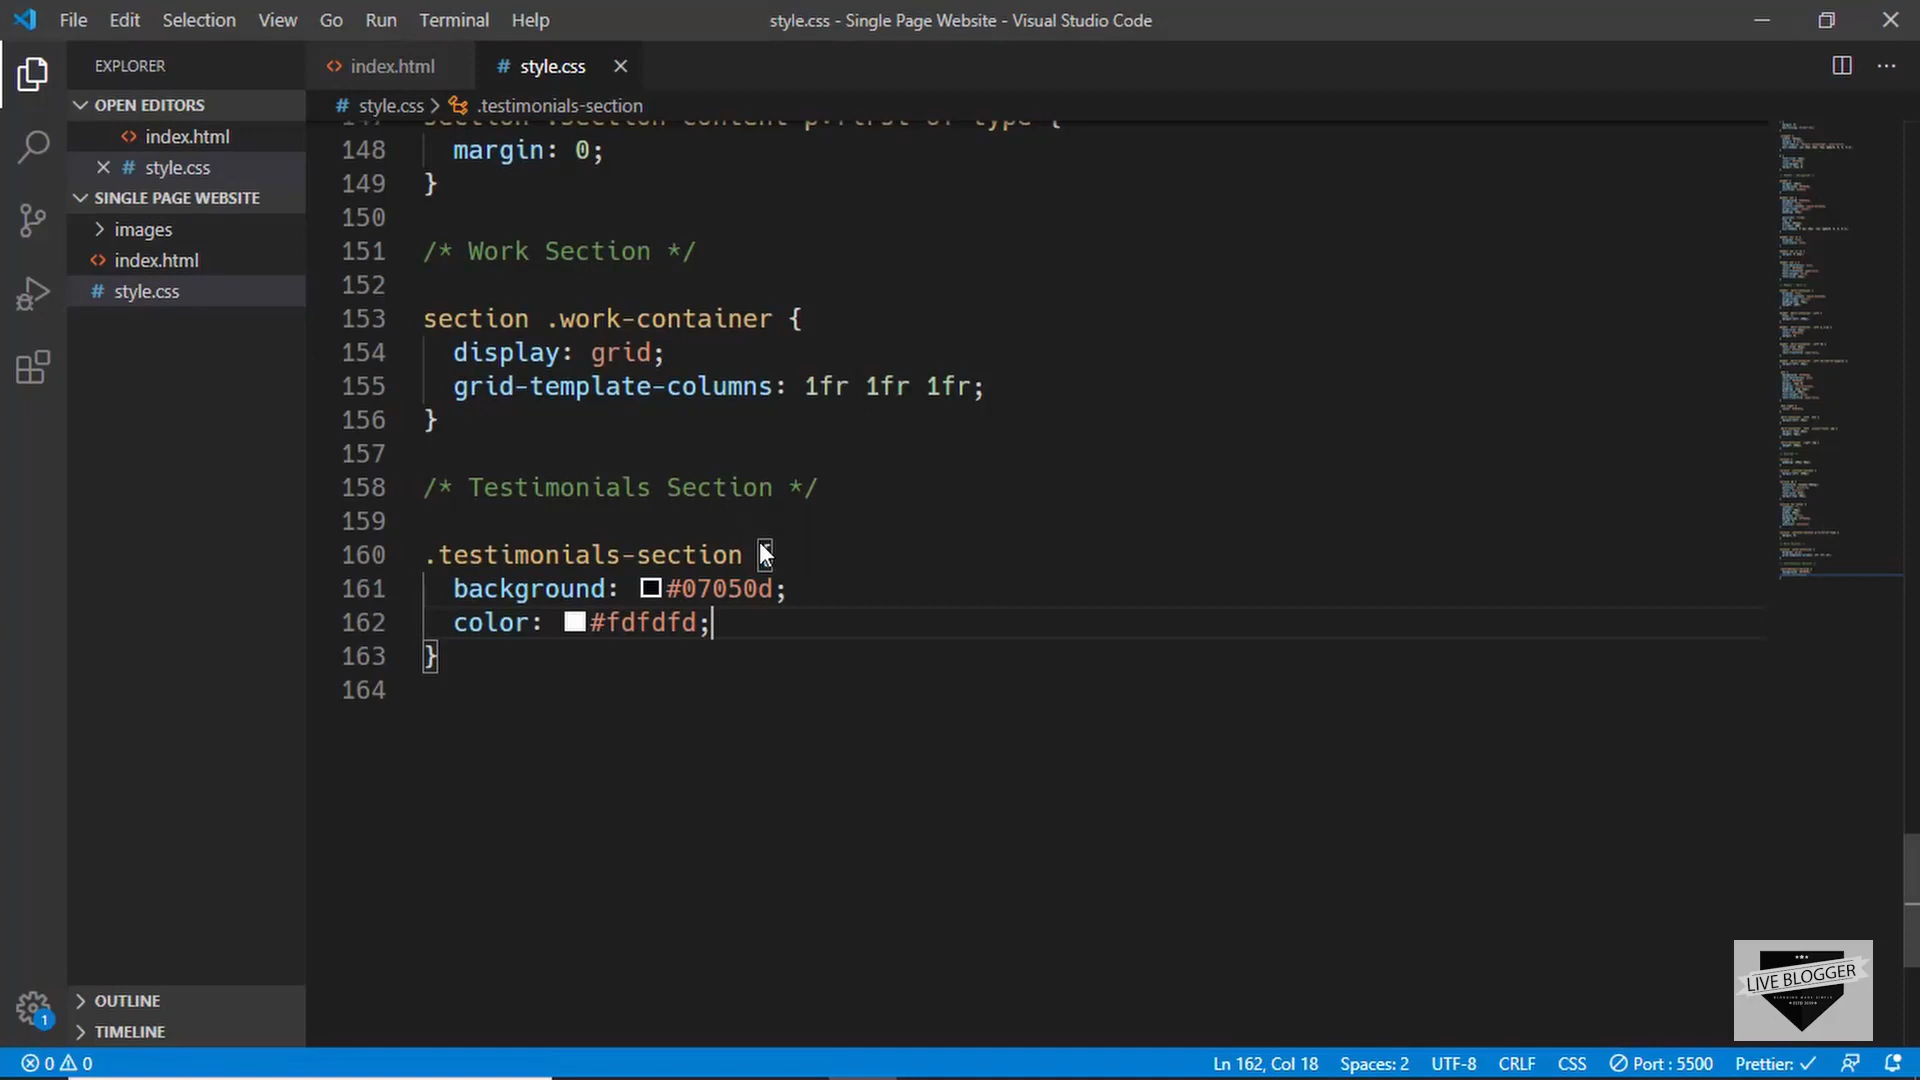 File Edit Selection View Go Run Terminal Help
style.css - Single Page Website - Visual Studio Code
EXPLORER
OPEN EDITORS
index.html
style.css
SINGLE PAGE WEBSITE
images
index.html
style.css
OUTLINE
TIMELINE
index.html
# style.css
# style.css > .testimonials-section
148 margin: 0;
149 }
150
151 /* Work Section */
152
153 section .work-container {
154 display: grid;
155 grid-template-columns: 1fr 1fr 1fr;
156 }
157
158 /* Testimonials Section */
159
160 .testimonials-section
161 background: #07050d;
162 color: #fdfdfd;
163 }
164
LIVE BLOGGER
1
0 0
Ln 162, Col 18 Spaces: 2 UTF-8 CRLF CSS Port : 5500 Prettier: ✓